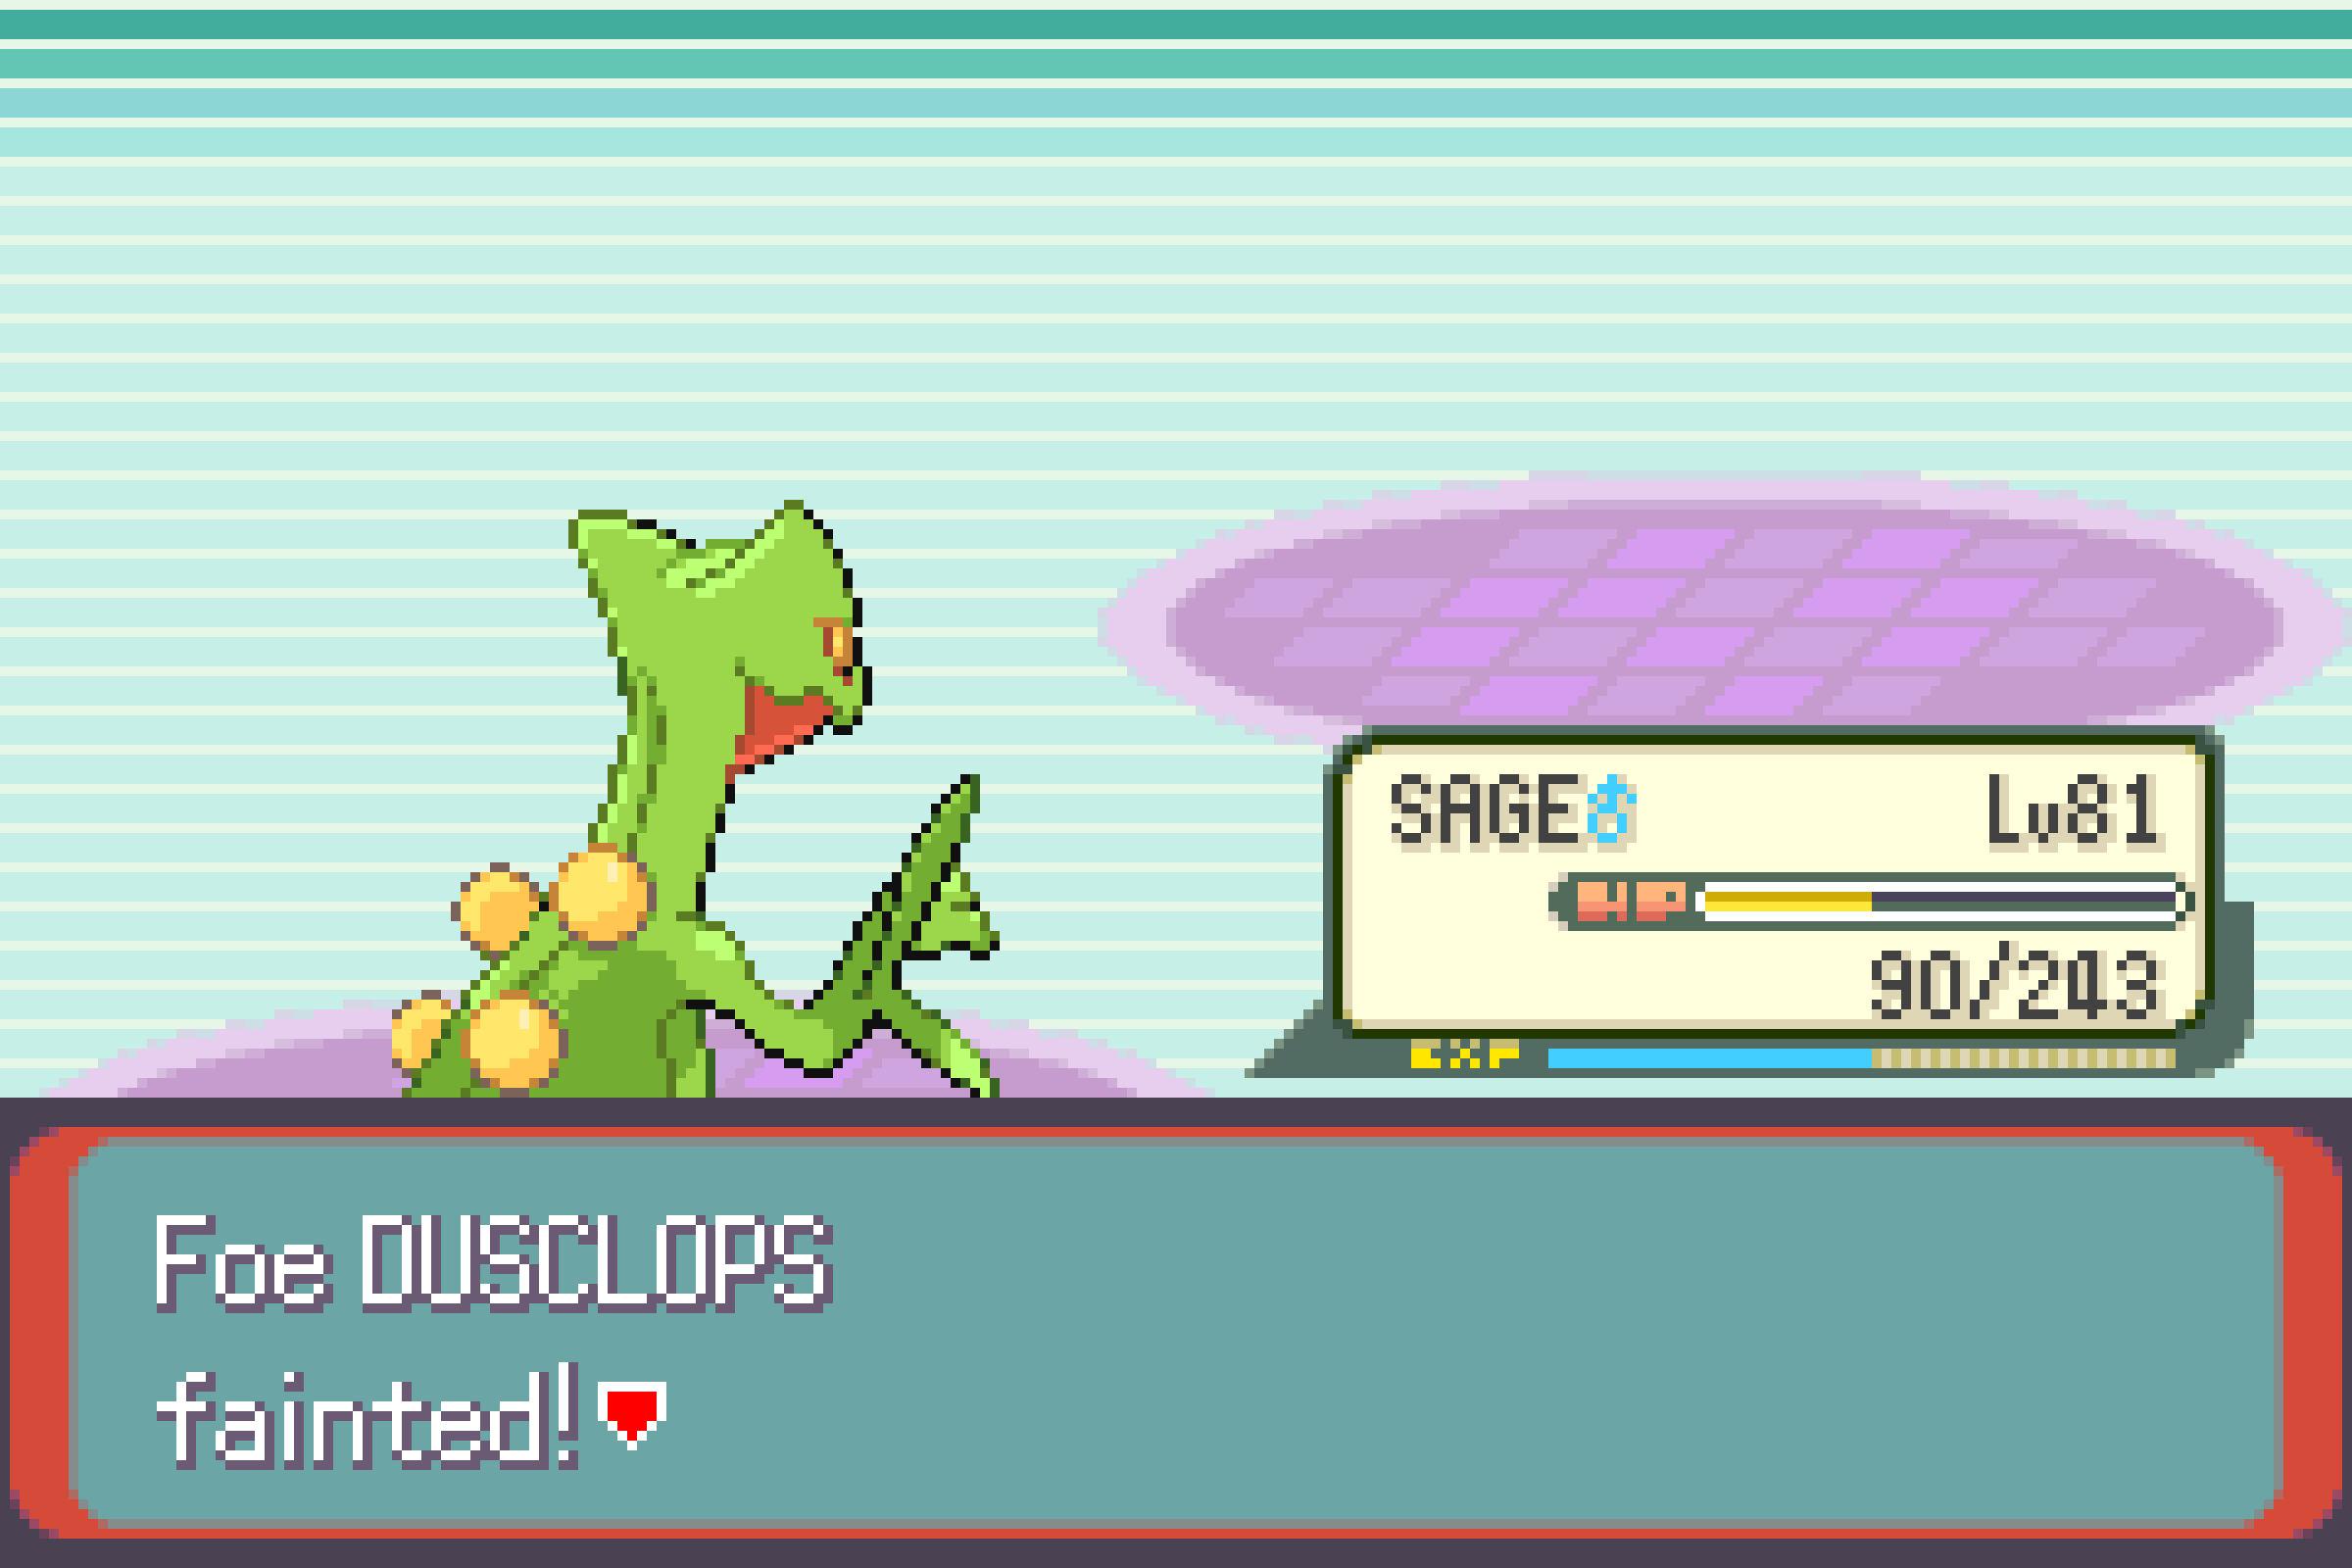 SAGE♂ Lv81
HP
90/243
EXP
Foe DUSCLOPS
fainted!